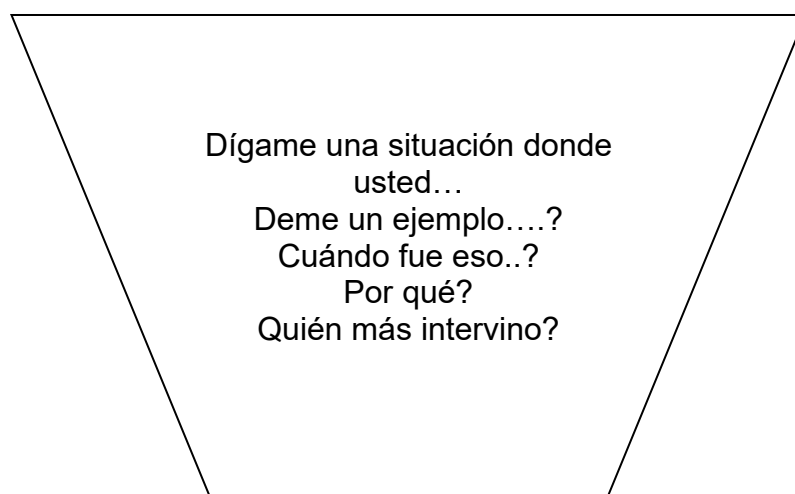 Dígame una situación donde
usted…
Deme un ejemplo….?
Cuándo fue eso..?
Por qué?
Quién más intervino?